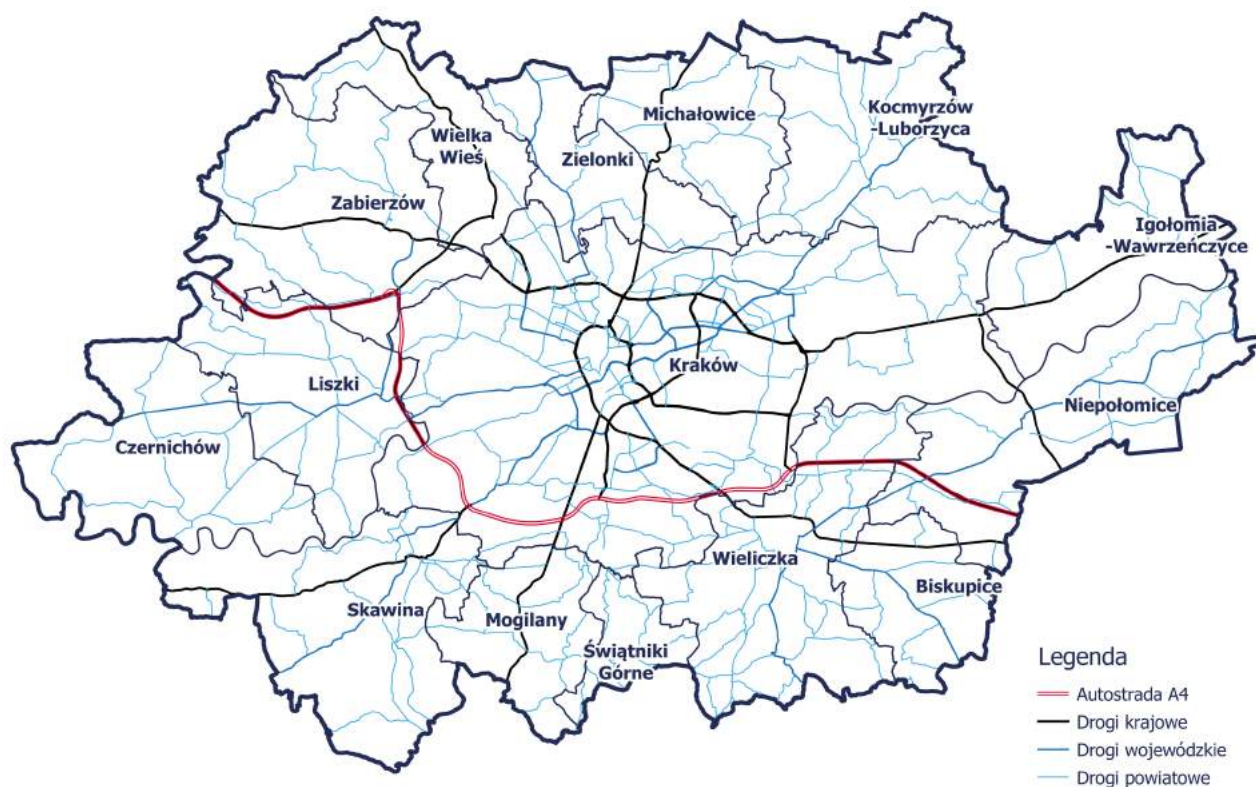 Michałowice
Kocmyrzów
-Luborzyca
Wielka
Wieś
Zielonki
Zabierzów
Igołomia
-Wawrzeńczyce
Kraków
Liszki
Niepołomice
Czernichów
Wieliczka
Biskupice
Skawina
Mogilany
Świątniki
Górne
Legenda
Autostrada A4
Drogi krajowe
Drogi wojewódzkie
Drogi powiatowe